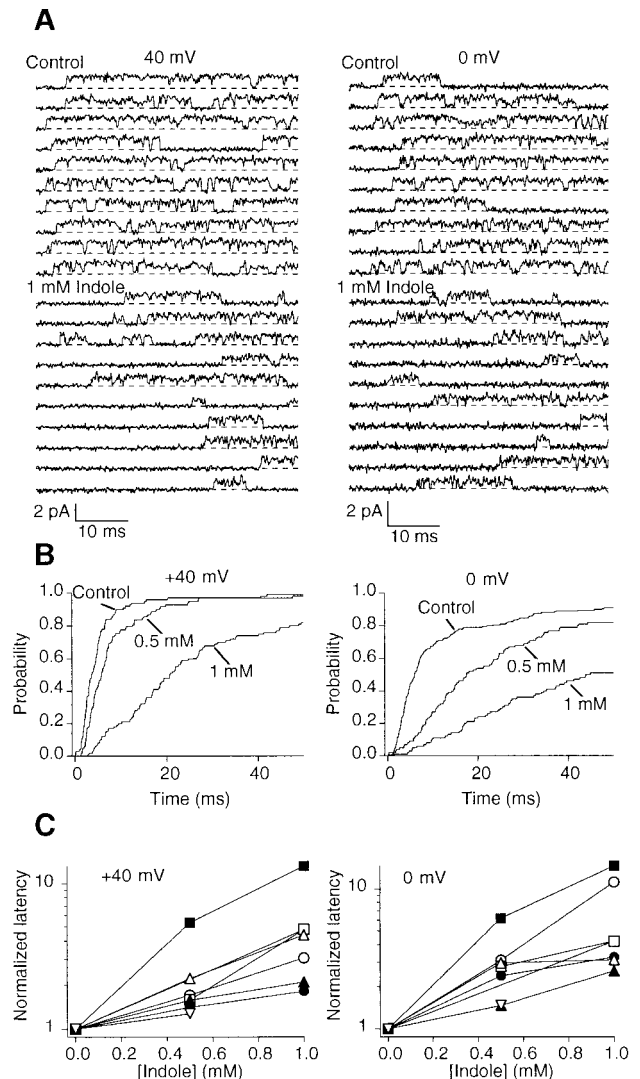 A
Control 40 mV
Control 0 mV
1 mM Indole
1 mM Indole
2 pA
10 ms
2 pA
10 ms
B
+40 mV
Control
0.5 mM
1 mM
Probability
1.0
0.8
0.6
0.4
0.2
0.0
0 20 40
Time (ms)
0 mV
Control
0.5 mM
1 mM
Probability
1.0
0.8
0.6
0.4
0.2
0.0
0 20 40
Time (ms)
C
+40 mV
Normalized latency
10
1
0.0 0.2 0.4 0.6 0.8 1.0
[Indole] (mM)
0 mV
Normalized latency
10
1
0.0 0.2 0.4 0.6 0.8 1.0
[Indole] (mM)